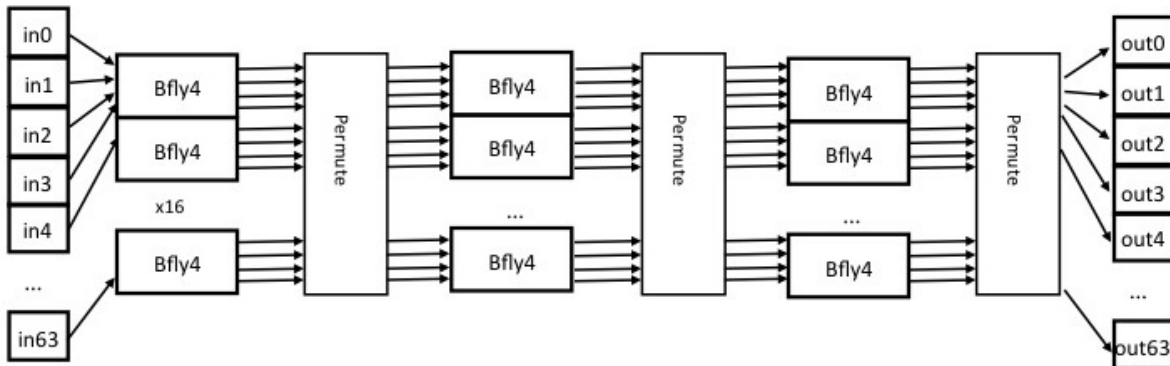 in0
in1
in2
in3
in4
...
in63
Bfly4
Bfly4
x16
Bfly4
Permute
Bfly4
Bfly4
...
Bfly4
Permute
Bfly4
Bfly4
...
Bfly4
Permute
out0
out1
out2
out3
out4
...
out63